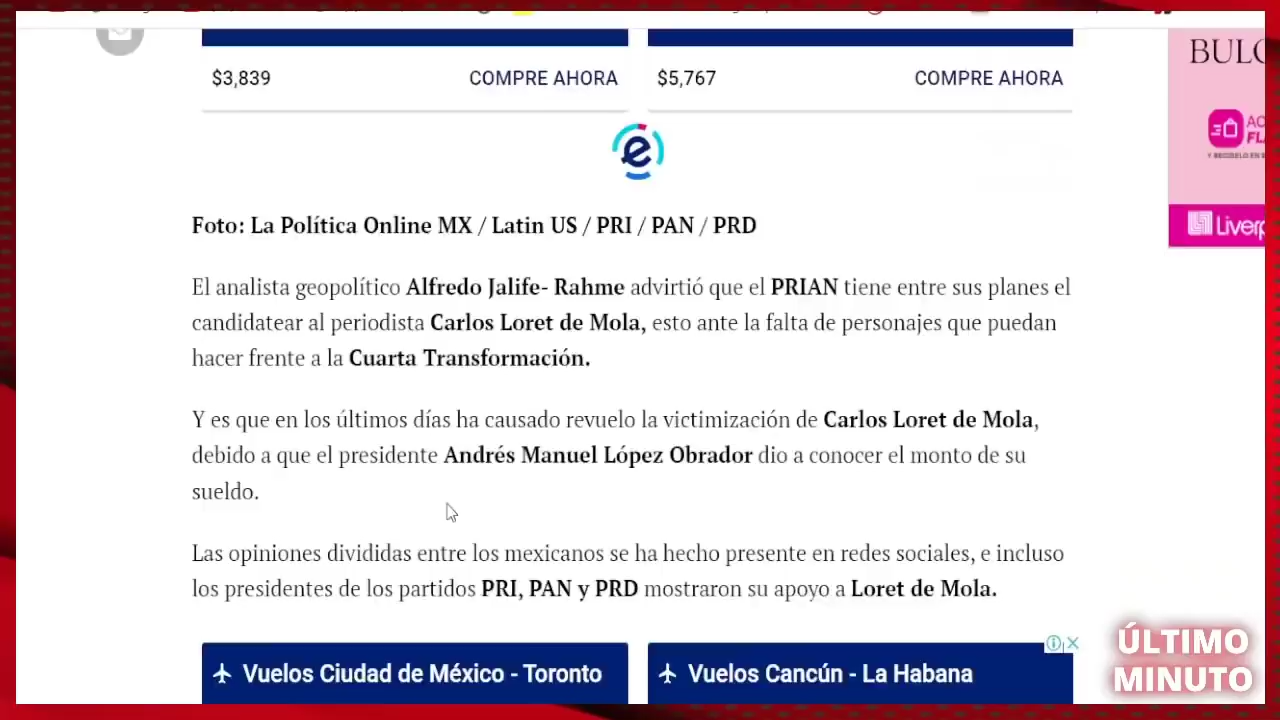 $3,839 COMPRE AHORA $5,767 COMPRE AHORA
Foto: La Política Online MX / Latin US / PRI / PAN / PRD
El analista geopolítico Alfredo Jalife- Rahme advirtió que el PRIAN tiene entre sus planes el
candidatear al periodista Carlos Loret de Mola, esto ante la falta de personajes que puedan
hacer frente a la Cuarta Transformación.
Y es que en los últimos días ha causado revuelo la victimización de Carlos Loret de Mola,
debido a que el presidente Andrés Manuel López Obrador dio a conocer el monto de su
sueldo.
Las opiniones divididas entre los mexicanos se ha hecho presente en redes sociales, e incluso
los presidentes de los partidos PRI, PAN y PRD mostraron su apoyo a Loret de Mola.
Vuelos Ciudad de México - Toronto
Vuelos Cancún - La Habana
BULG
Liverp
ÚLTIMO
MINUTO